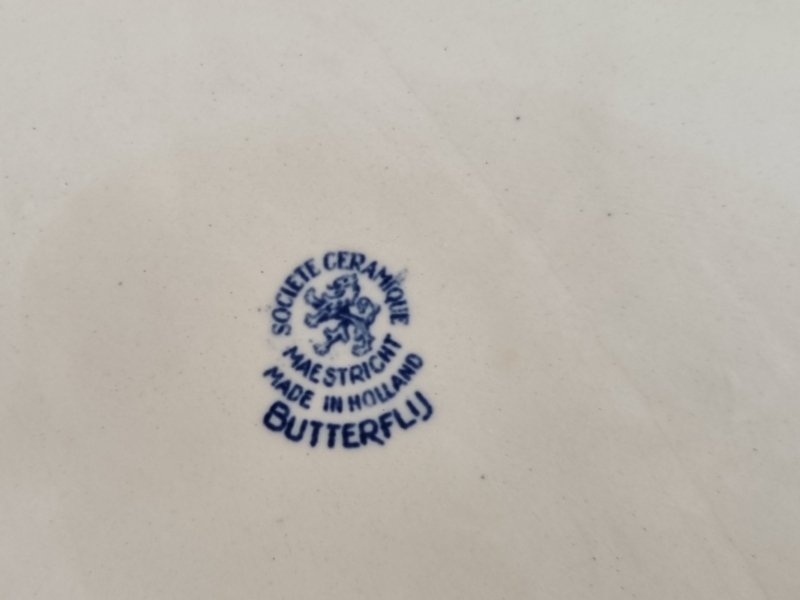 SOCIETE CERAMIQUE
MAESTRICHT
MADE IN HOLLAND
BUTTERFLIJ